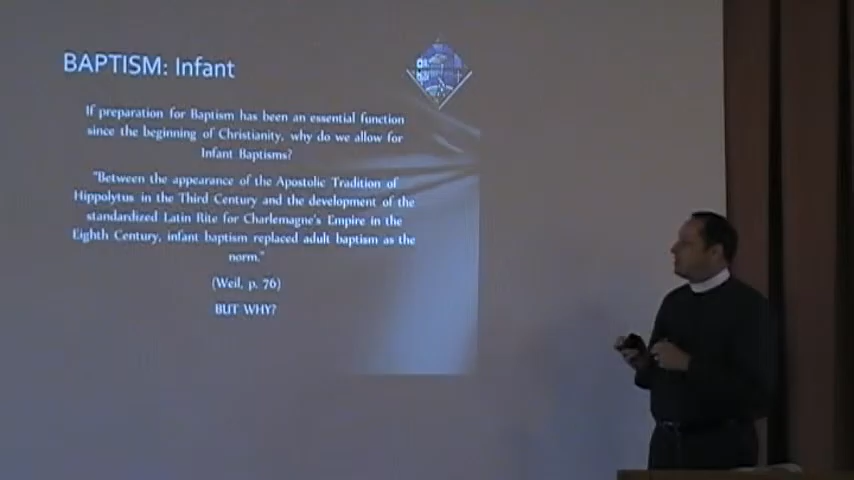 BAPTISM: Infant
If preparation for Baptism has been an essential function
since the beginning of Christianity, why do we allow for
Infant Baptisms?
"Between the appearance of the Apostolic Tradition of
Hippolytus in the Third Century and the development of the
standardized Latin Rite for Charlemagne's Empire in the
Eighth Century, infant baptism replaced adult baptism as the
norm."
(Weil, p. 76)
BUT WHY?